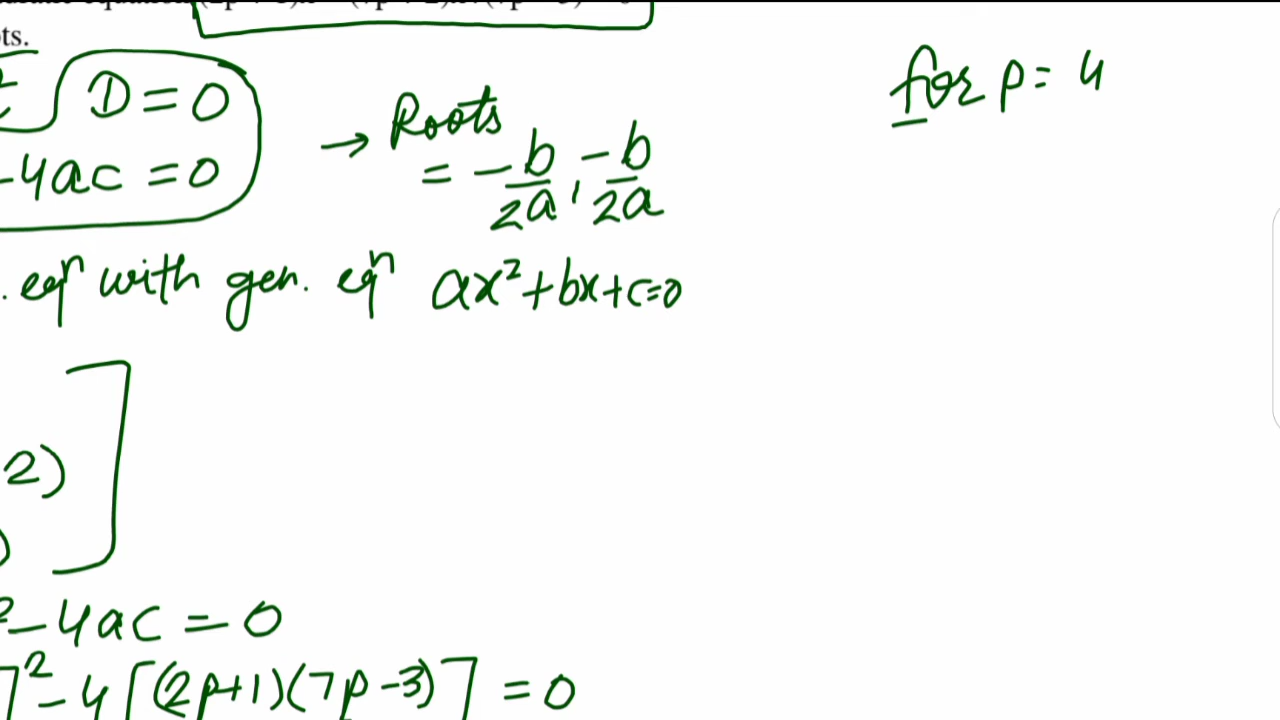 ts.
D = 0
-4ac = 0
→ Roots
= -b/2a, -b/2a
for p = 4
. eqⁿ with gen. eqⁿ ax²+bx+c=0
2)
)
²-4ac = 0
]²-4[(2p+1)(7p-3)] = 0